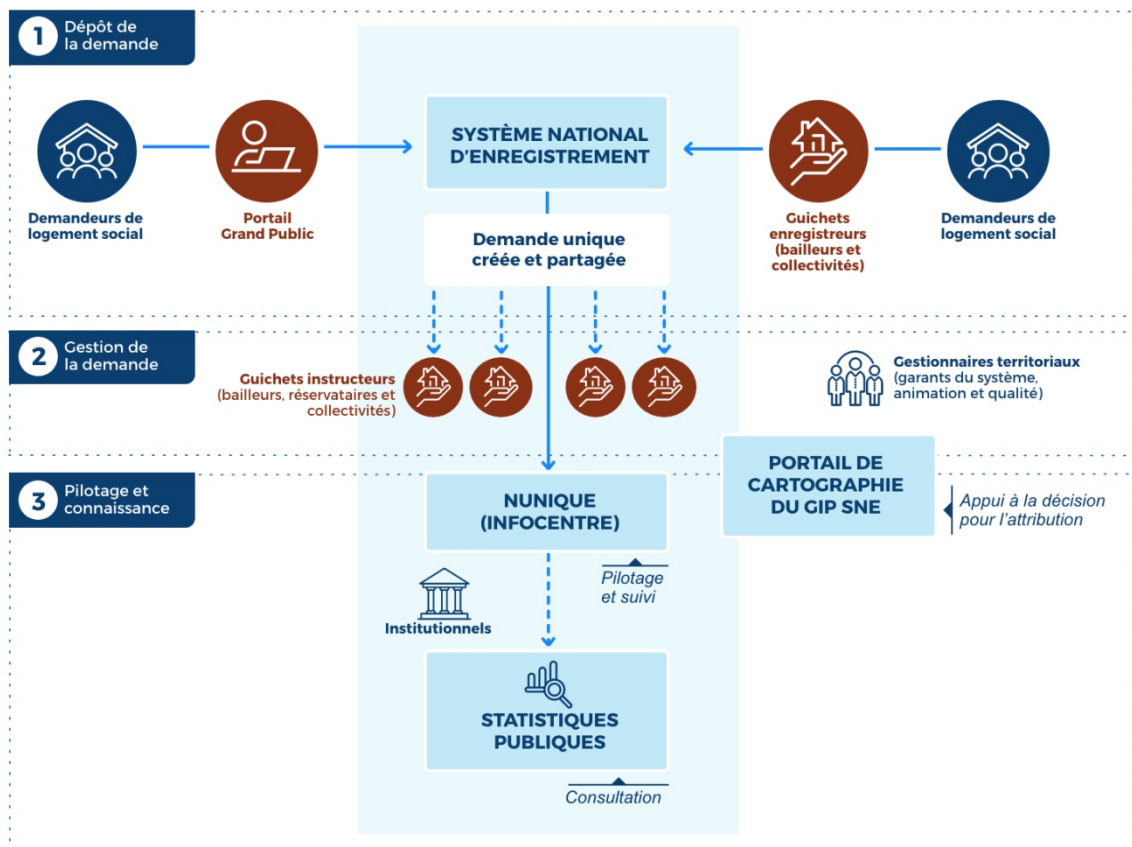 1 Dépôt de
la demande
SYSTÈME NATIONAL
D'ENREGISTREMENT
Demandeurs de
logement social
Portail
Grand Public
Guichets
enregistreurs
(bailleurs et
collectivités)
Demandeurs de
logement social
Demande unique
créée et partagée
2 Gestion de
la demande
Guichets instructeurs
(bailleurs, réservataires et
collectivités)
Gestionnaires territoriaux
(garants du système,
animation et qualité)
3 Pilotage et
connaissance
NUNIQUE
(INFOCENTRE)
PORTAIL DE
CARTOGRAPHIE
DU GIP SNE
Appui à la décision
pour l'attribution
Pilotage
et suivi
Institutionnels
STATISTIQUES
PUBLIQUES
Consultation